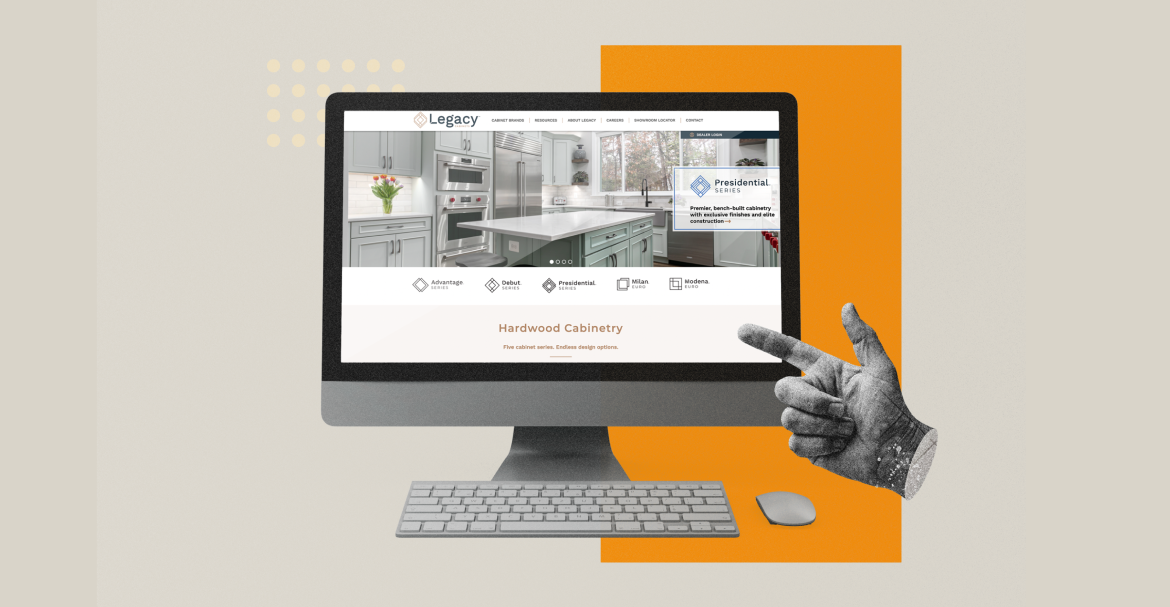 Legacy
CABINET BRANDS | RESOURCES | ABOUT LEGACY | CAREERS | SHOWROOM LOCATOR | CONTACT
DEALER LOGIN
Presidential
SERIES
Premier, bench-built cabinetry
with exclusive finishes and elite
construction→
Advantage. SERIES
Debut. SERIES
Presidential. SERIES
Milan. EURO
Modena. EURO
Hardwood Cabinetry
Five cabinet series. Endless design options.